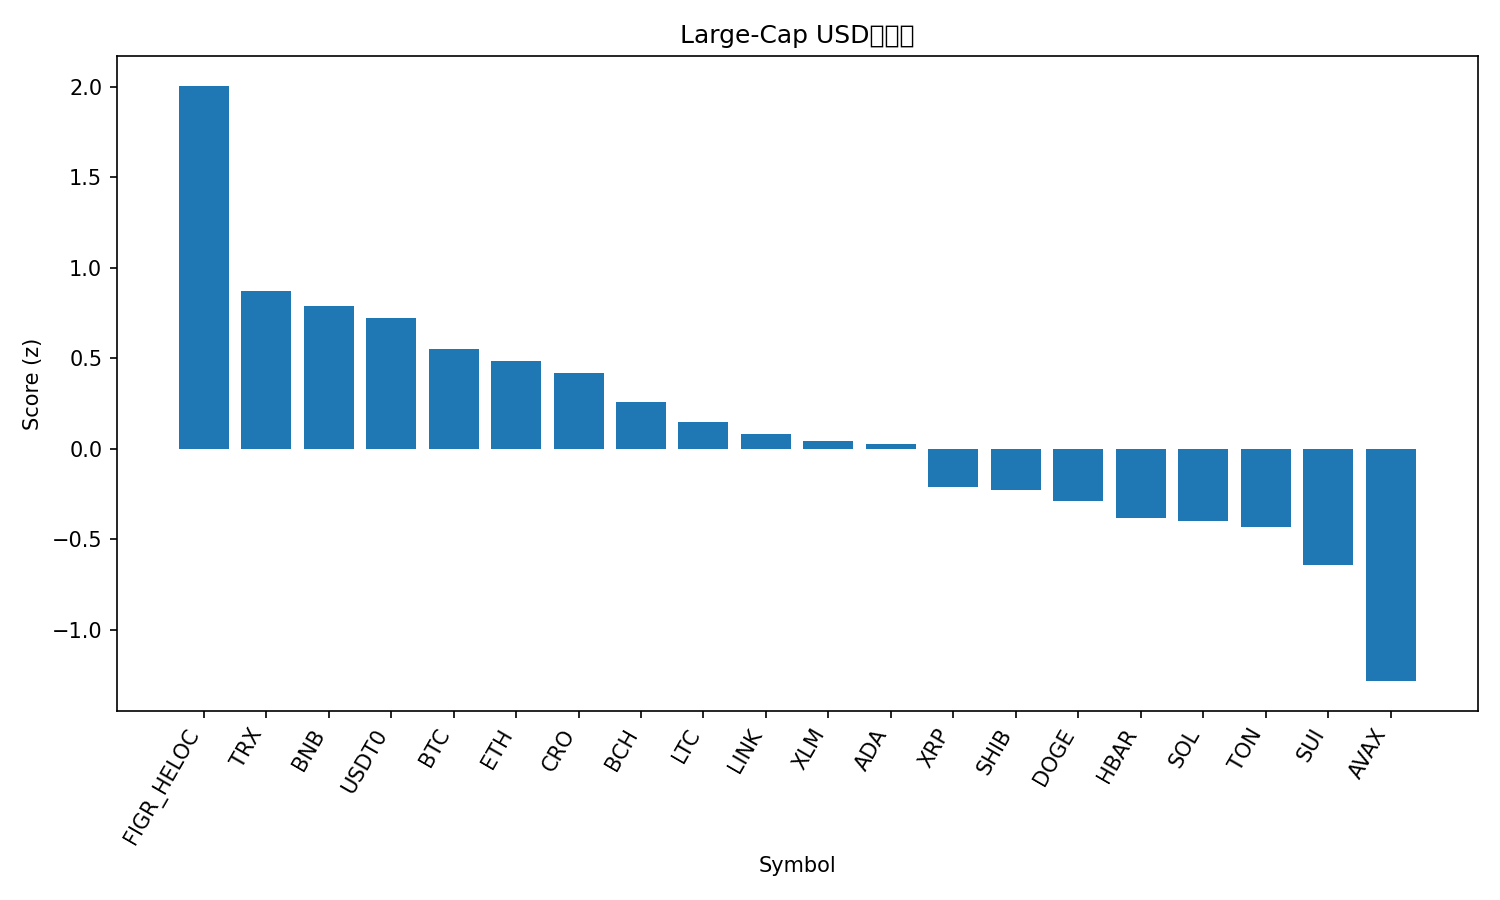 Large-Cap USD
Score (z)
2.0
1.5
1.0
0.5
0.0
−0.5
−1.0
FIGR_HELOC
TRX
BNB
USDT0
BTC
ETH
CRO
BCH
LTC
LINK
XLM
ADA
XRP
SHIB
DOGE
HBAR
SOL
TON
SUI
AVAX
Symbol